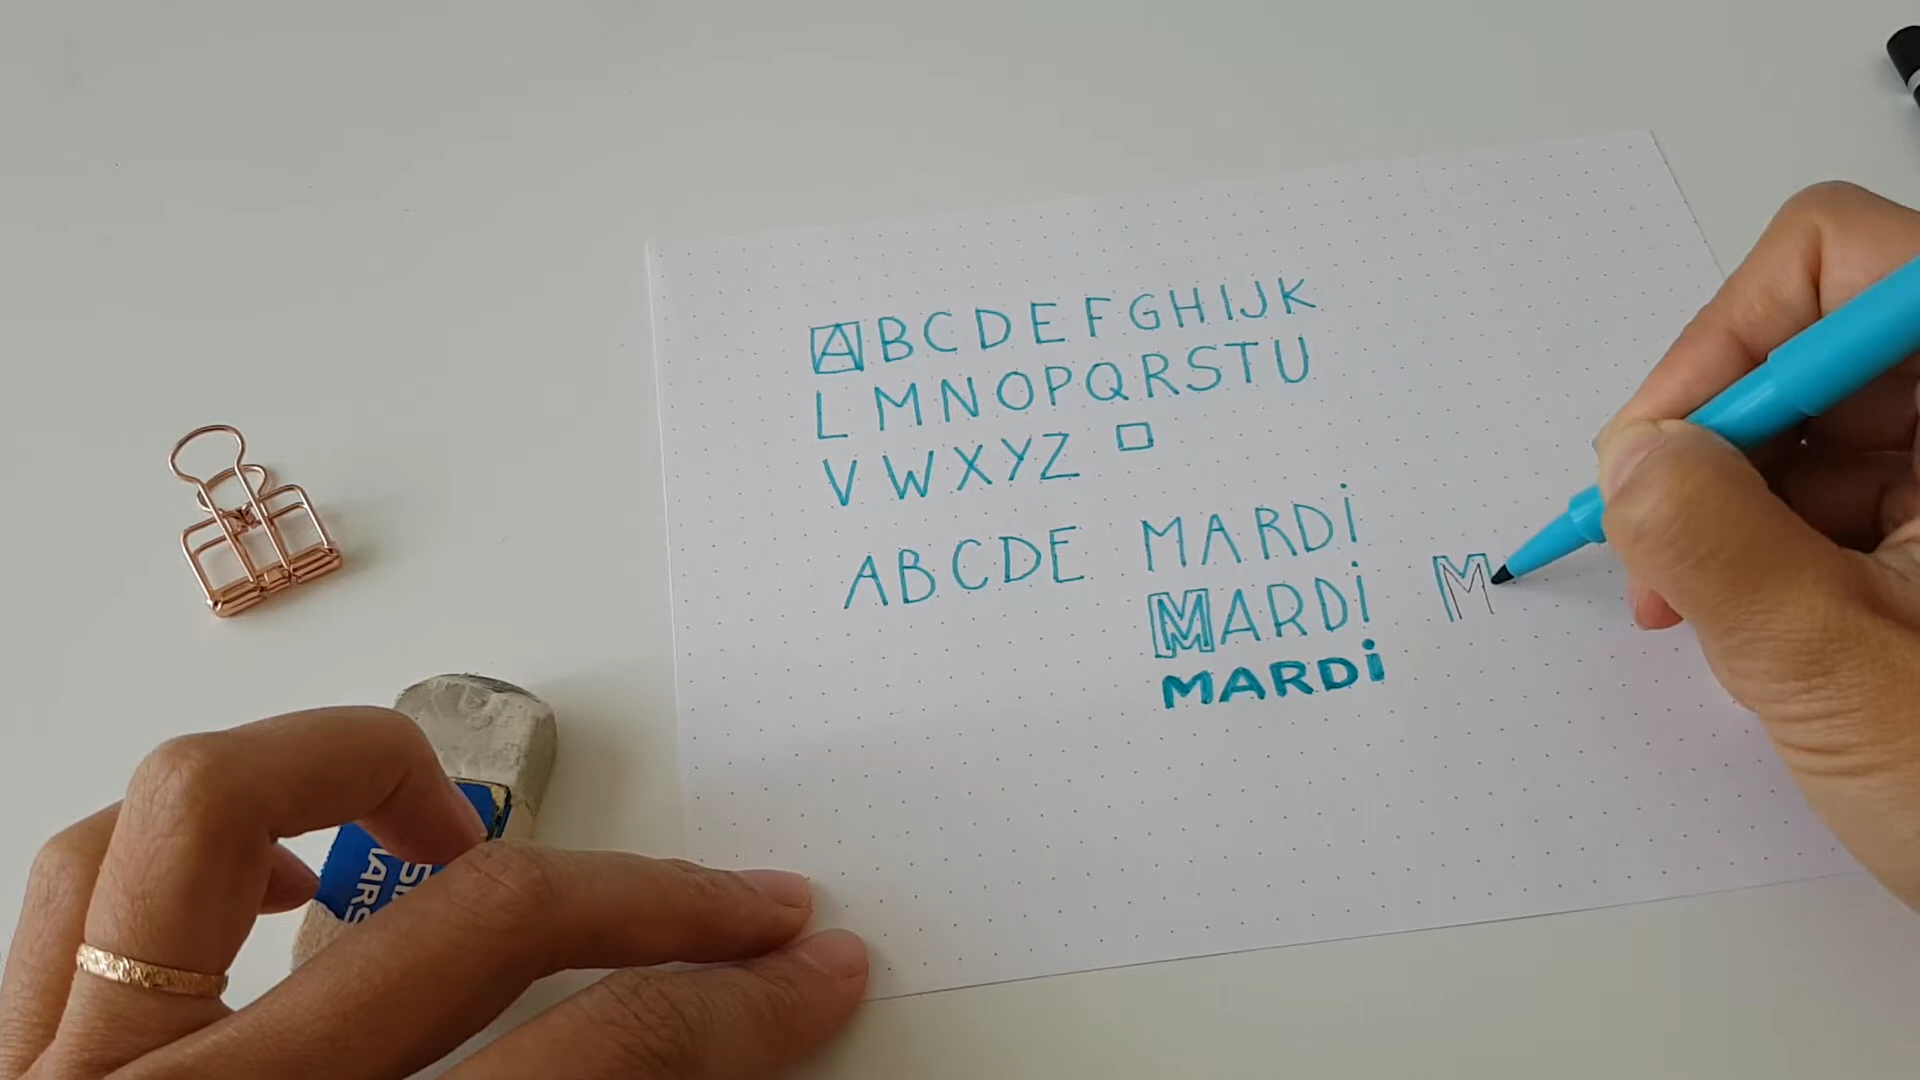 ABCDEFGHIJK
LMNOPQRSTU
VWXYZ
ABCDE MARDi
MARDi M
MARDi